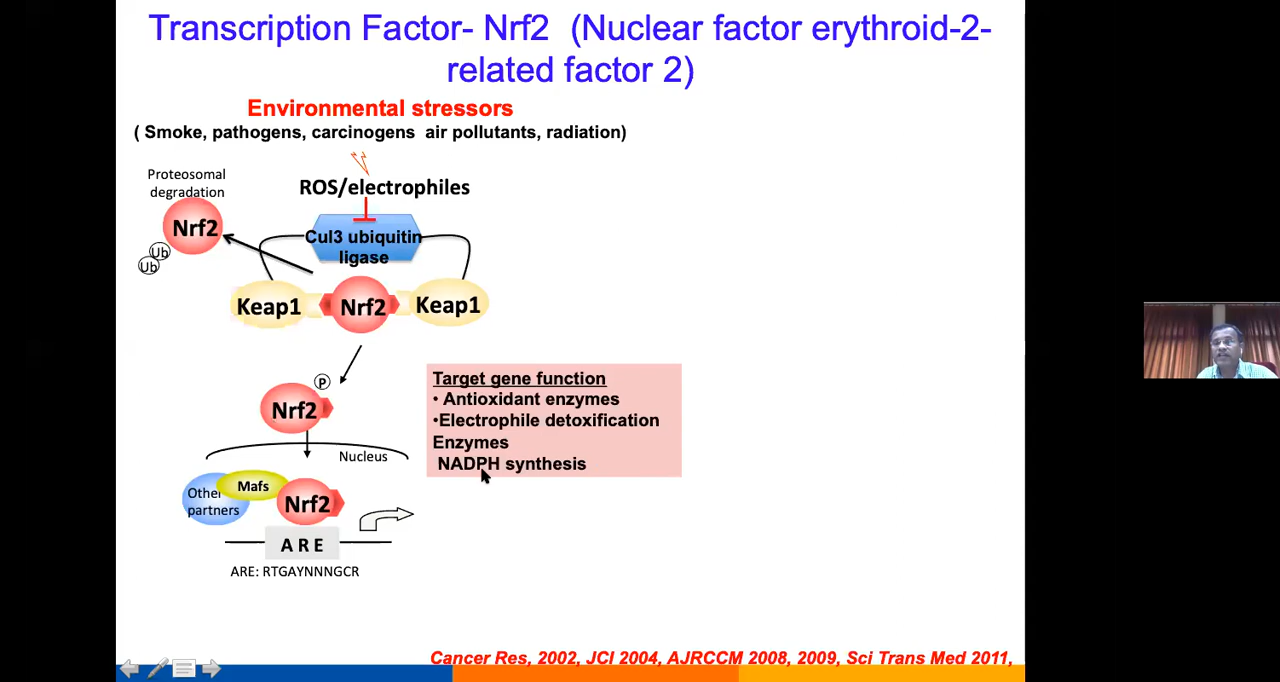 Transcription Factor- Nrf2 (Nuclear factor erythroid-2-
related factor 2)
Environmental stressors
( Smoke, pathogens, carcinogens air pollutants, radiation)
Proteosomal
degradation
ROS/electrophiles
Nrf2
Ub
Ub
Cul3 ubiquitin
ligase
Keap1
Nrf2
Keap1
P
Nrf2
Target gene function
• Antioxidant enzymes
•Electrophile detoxification
Enzymes
NADPH synthesis
Nucleus
Other
partners
Mafs
Nrf2
ARE
ARE: RTGAYNNNGCR
Cancer Res, 2002, JCI 2004, AJRCCM 2008, 2009, Sci Trans Med 2011,